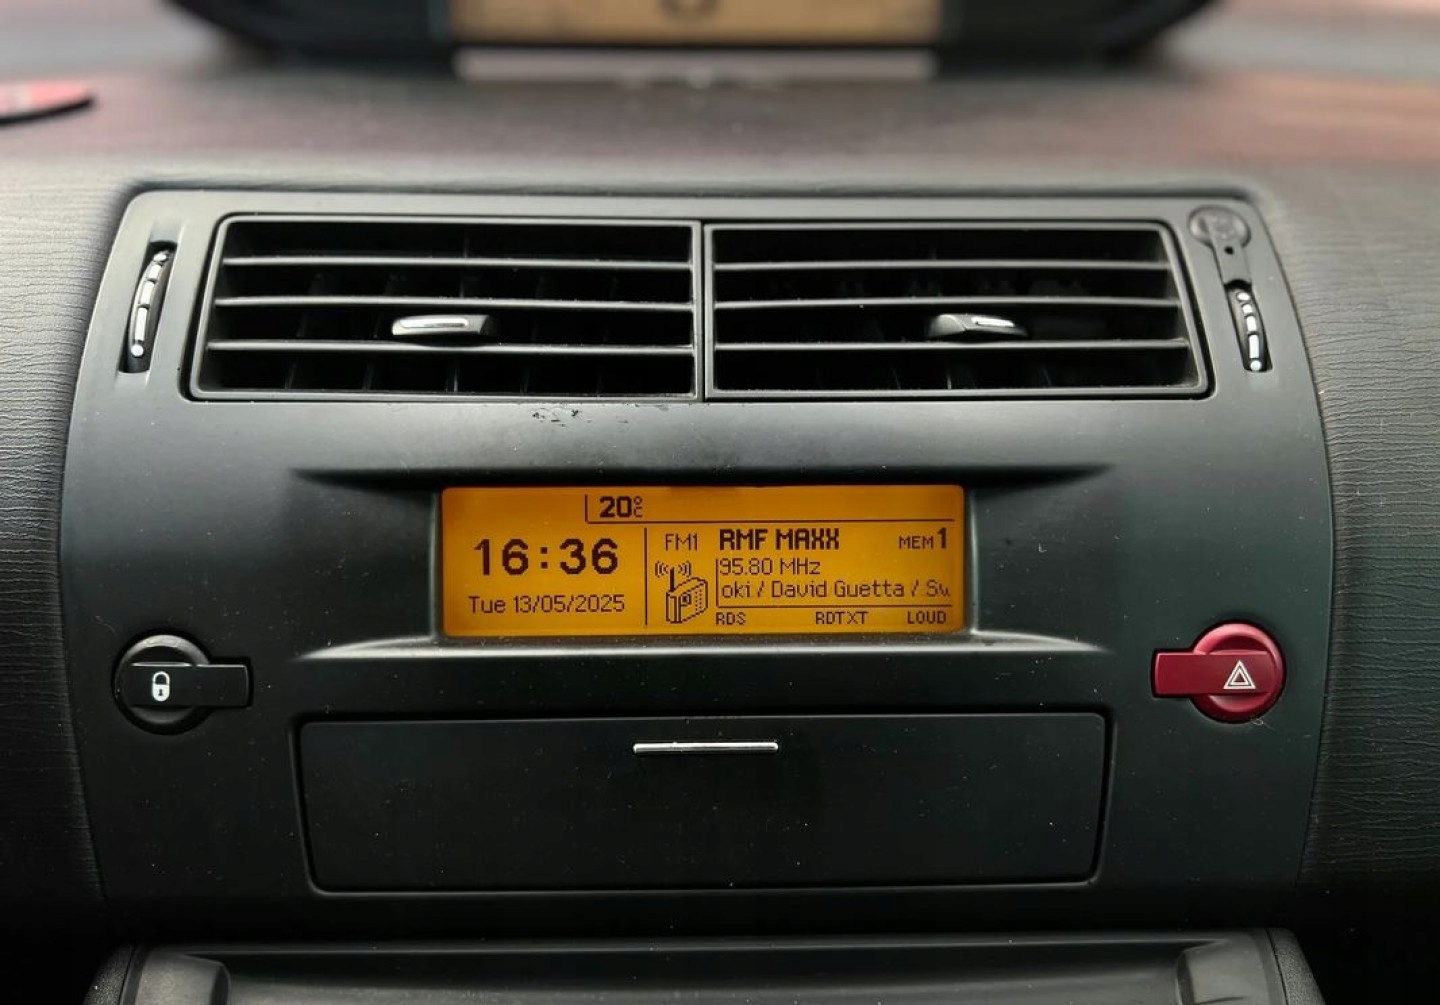 20°C
16:36
Tue 13/05/2025
FM1 RMF MAXX MEM 1
95.80 MHz
oki / David Guetta / Sw
RDS RDTXT LOUD